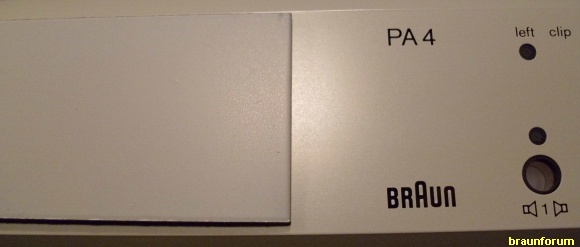 PA 4
left clip
BRAUN
1
braunforum